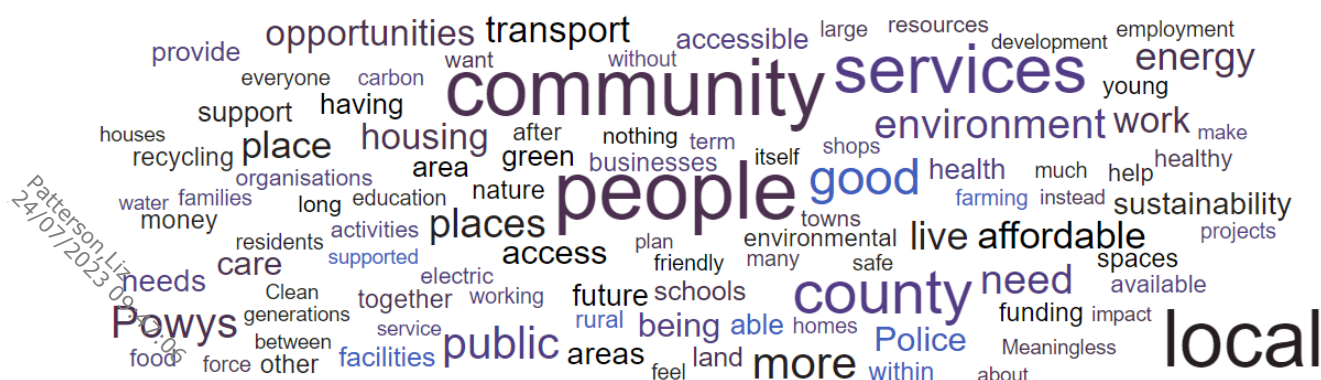 opportunities transport accessible large resources employment
provide want without development energy
everyone carbon community services young
support having environment work make
houses place housing after nothing term shops
recycling area green businesses itself good health much help healthy
organisations nature people
water families long education farming instead sustainability
money activities places towns projects
residents supported access plan environmental live affordable
needs care electric friendly many safe spaces
Clean together working future schools county need available
Powys generations rural being able homes funding impact local
between service public Police Meaningless
food force other facilities areas feel land more within about
Patterson, Liz
24/07/2023 09:47:06